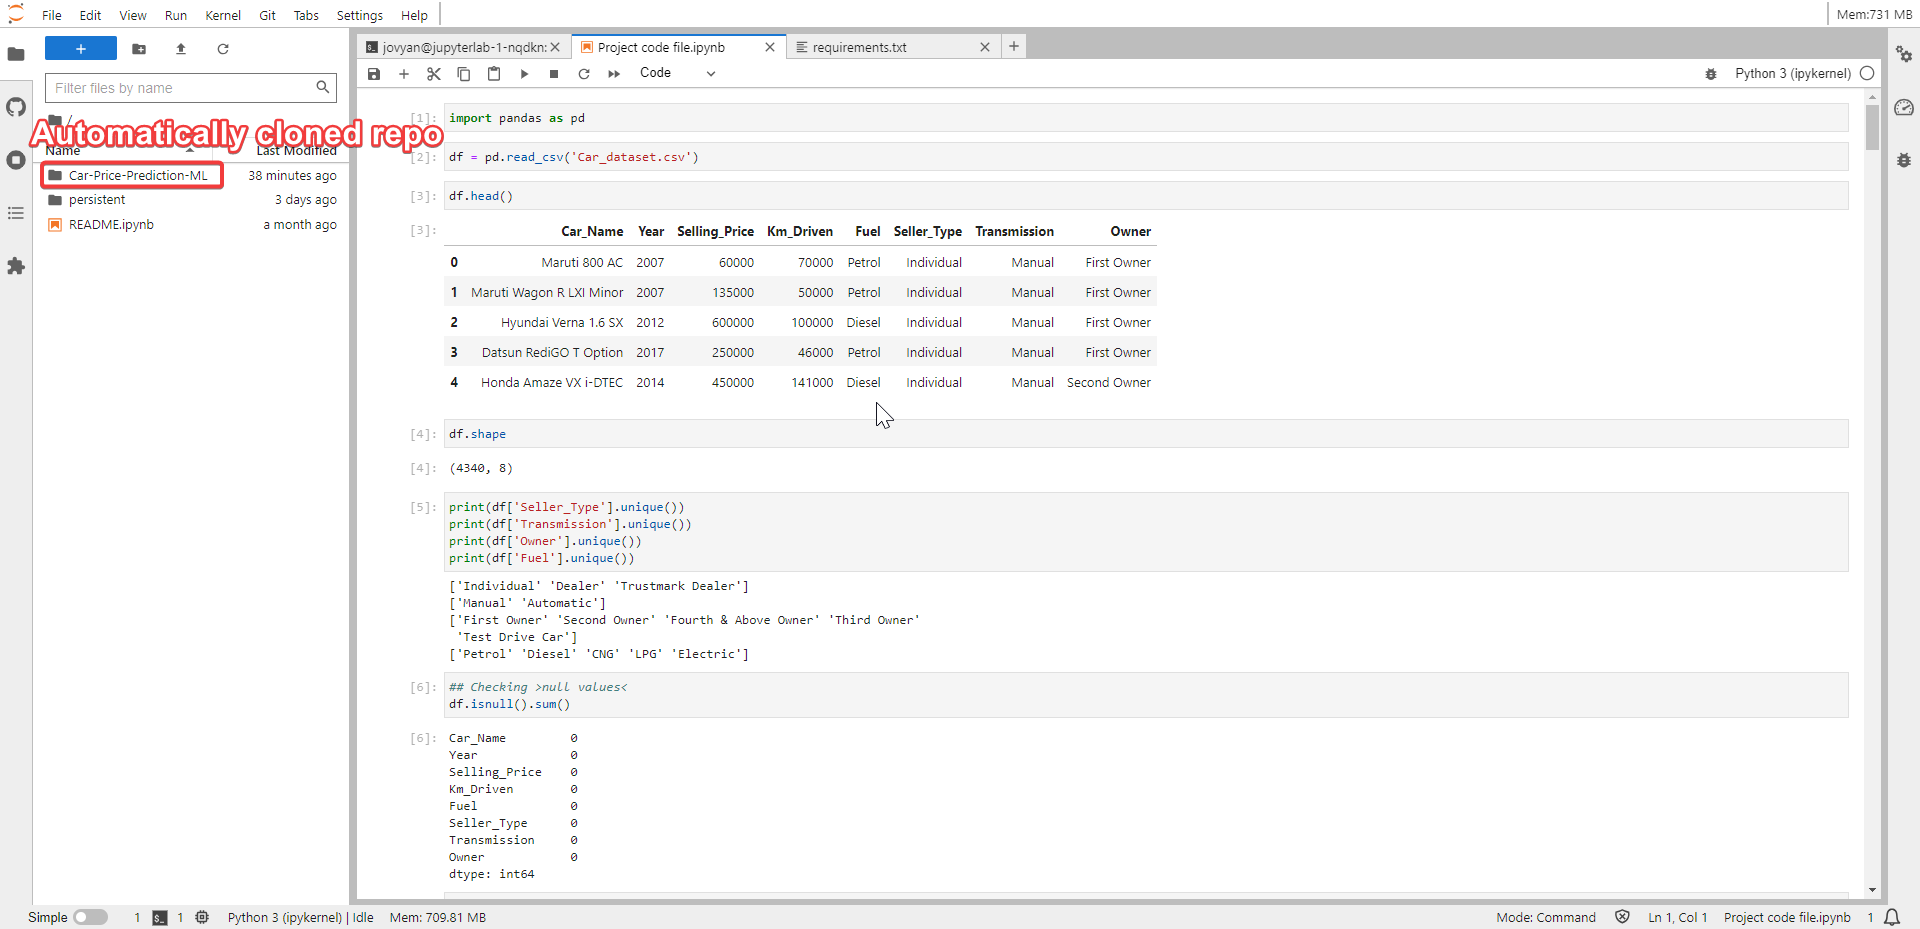 File Edit View Run Kernel Git Tabs Settings Help
Mem:731 MB
jovyan@jupyterlab-1-nqdkn: Project code file.ipynb requirements.txt
Code Python 3 (ipykernel)
Filter files by name
/
Automatically cloned repo
Name Last Modified
Car-Price-Prediction-ML 38 minutes ago
persistent 3 days ago
README.ipynb a month ago
[1]: import pandas as pd
[2]: df = pd.read_csv('Car_dataset.csv')
[3]: df.head()
[3]: Car_Name Year Selling_Price Km_Driven Fuel Seller_Type Transmission Owner
0 Maruti 800 AC 2007 60000 70000 Petrol Individual Manual First Owner
1 Maruti Wagon R LXI Minor 2007 135000 50000 Petrol Individual Manual First Owner
2 Hyundai Verna 1.6 SX 2012 600000 100000 Diesel Individual Manual First Owner
3 Datsun RediGO T Option 2017 250000 46000 Petrol Individual Manual First Owner
4 Honda Amaze VX i-DTEC 2014 450000 141000 Diesel Individual Manual Second Owner
[4]: df.shape
[4]: (4340, 8)
[5]: print(df['Seller_Type'].unique())
print(df['Transmission'].unique())
print(df['Owner'].unique())
print(df['Fuel'].unique())
['Individual' 'Dealer' 'Trustmark Dealer']
['Manual' 'Automatic']
['First Owner' 'Second Owner' 'Fourth & Above Owner' 'Third Owner'
'Test Drive Car']
['Petrol' 'Diesel' 'CNG' 'LPG' 'Electric']
[6]: ## Checking >null values<
df.isnull().sum()
[6]: Car_Name 0
Year 0
Selling_Price 0
Km_Driven 0
Fuel 0
Seller_Type 0
Transmission 0
Owner 0
dtype: int64
Simple 1 $_ 1 Python 3 (ipykernel) | Idle Mem: 709.81 MB Mode: Command Ln 1, Col 1 Project code file.ipynb 1